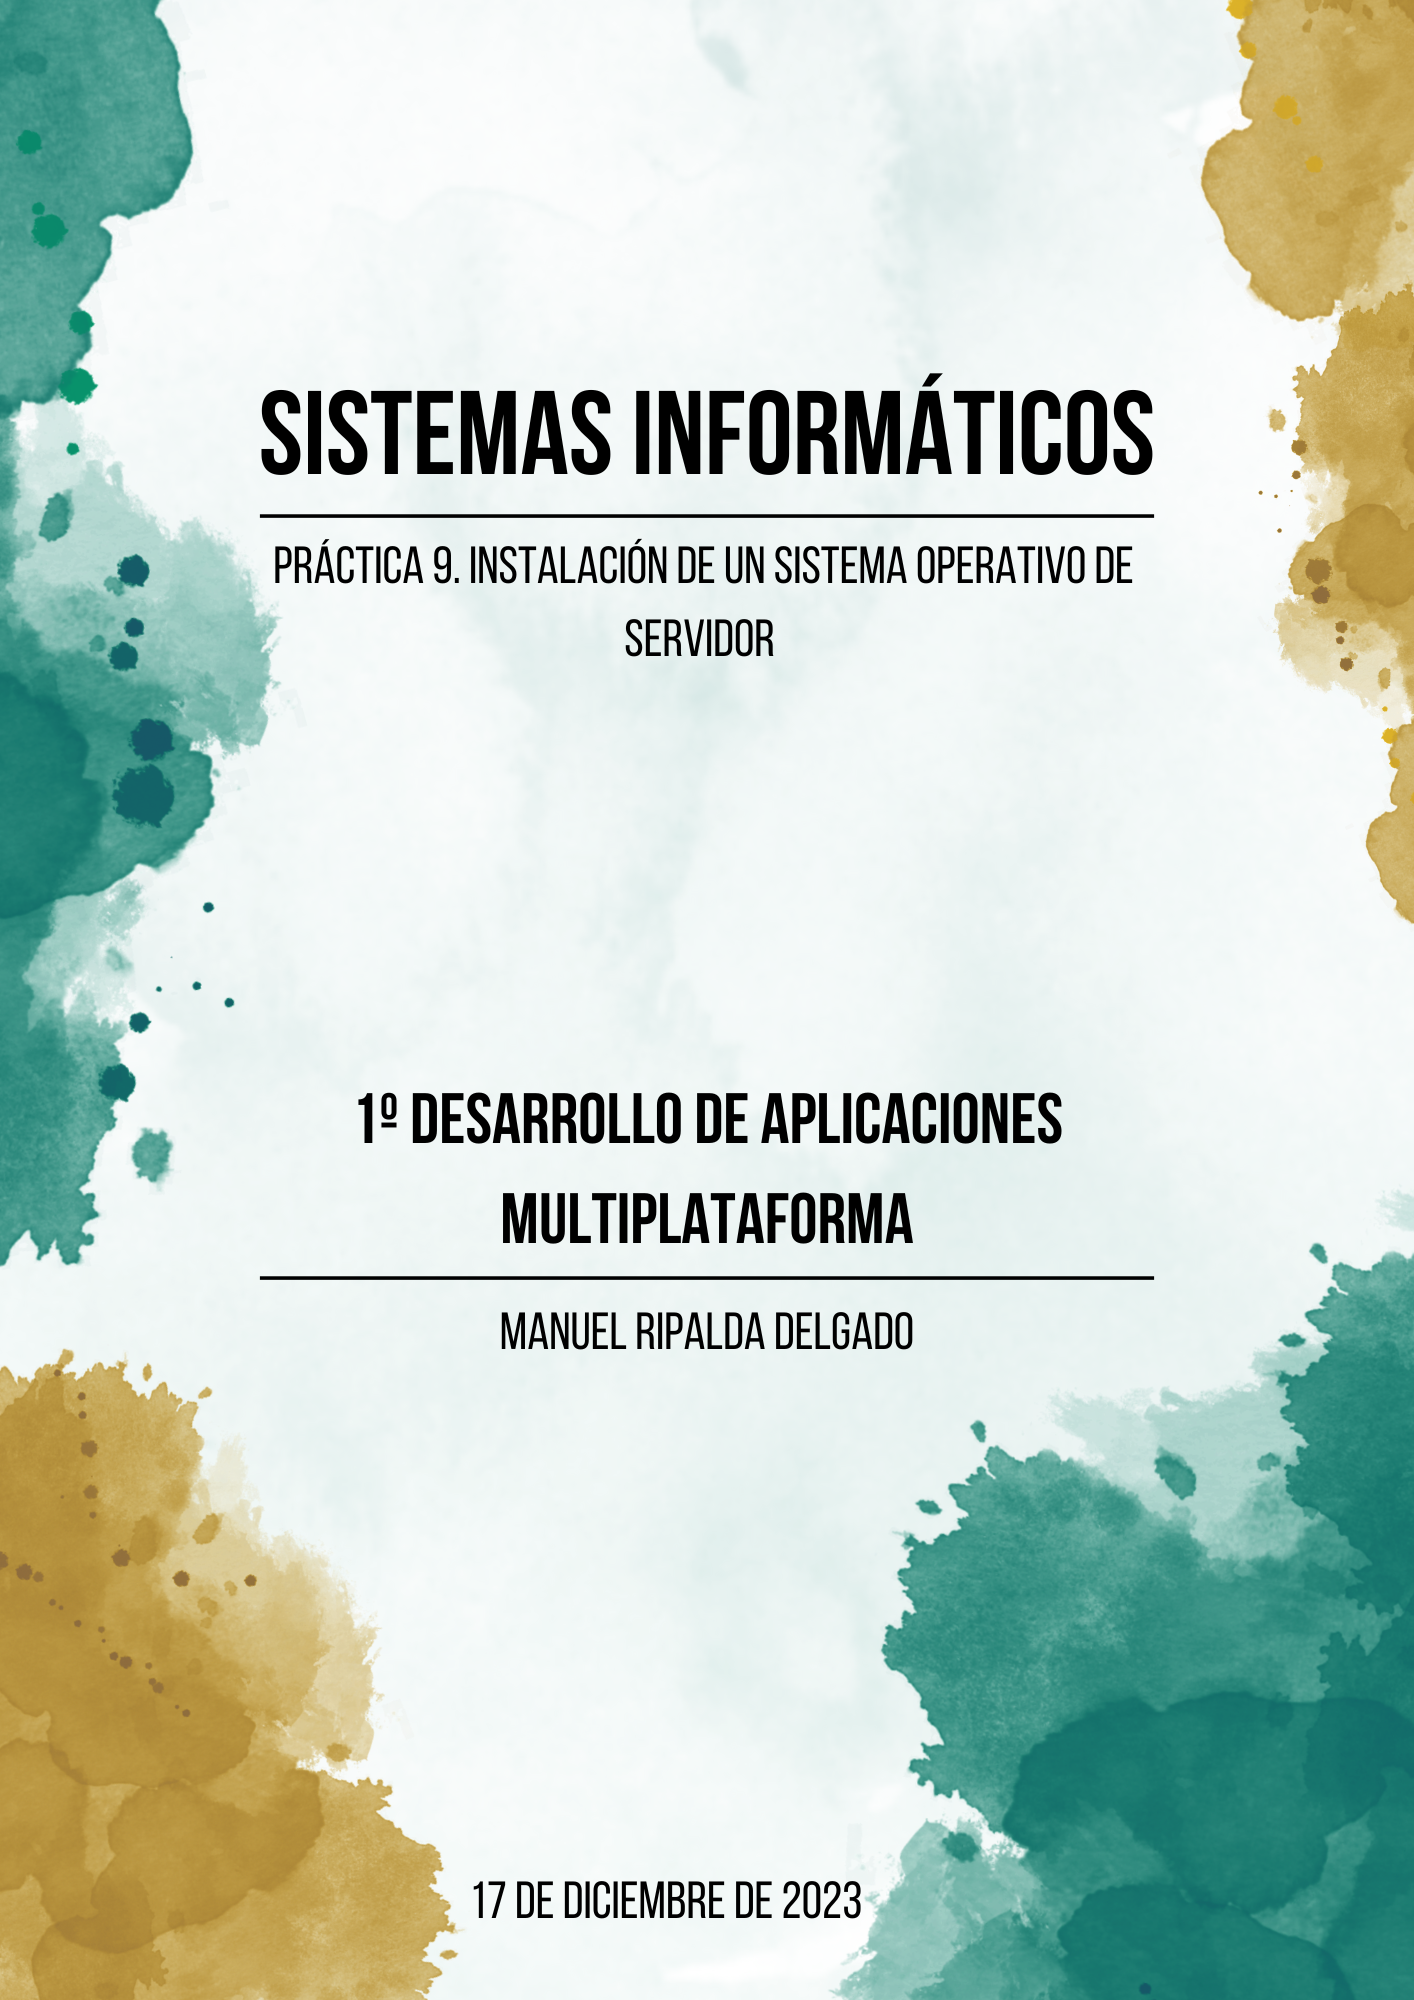 SISTEMAS INFORMÁTICOS
PRÁCTICA 9. INSTALACIÓN DE UN SISTEMA OPERATIVO DE
SERVIDOR
1º DESARROLLO DE APLICACIONES
MULTIPLATAFORMA
MANUEL RIPALDA DELGADO
17 DE DICIEMBRE DE 2023